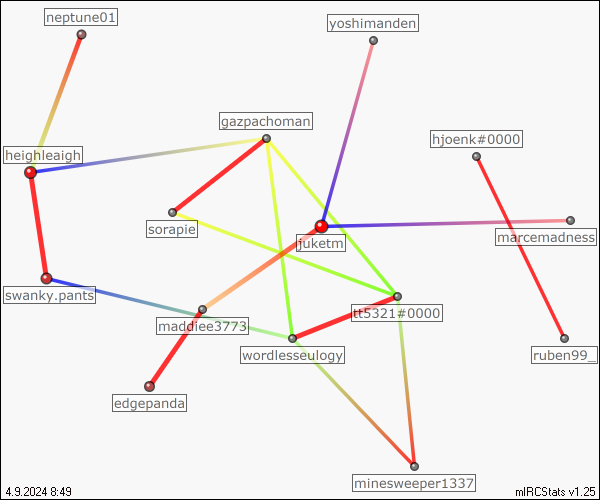 neptune01
yoshimanden
gazpachoman
hjoenk#0000
heighleaigh
sorapie
juketm
marcemadness
swanky.pants
tt5321#0000
maddiee3773
wordlesseulogy
ruben99_
edgepanda
minesweeper1337
4.9.2024 8:49
mIRCStats v1.25